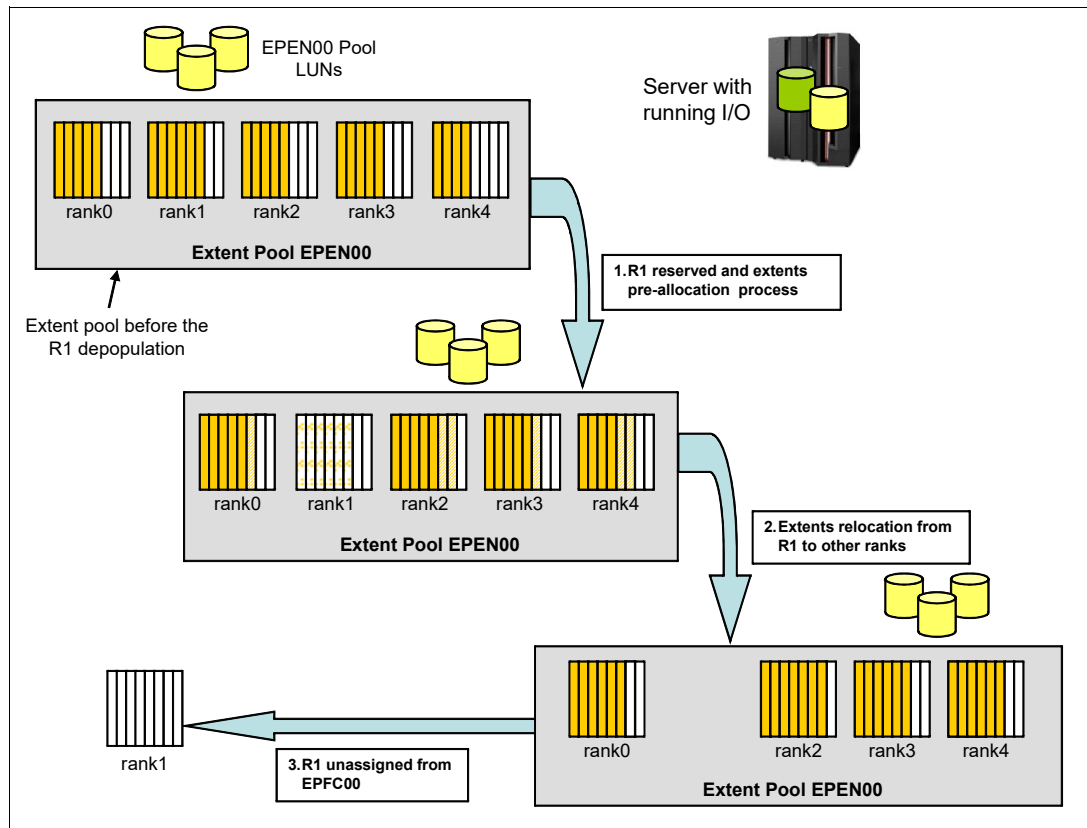 EPEN00 Pool
LUNs
Server with
running I/O
rank0
rank1
rank2
rank3
rank4
Extent Pool EPEN00
1.R1 reserved and extents
pre-allocation process
Extent pool before the
R1 depopulation
rank0
rank1
rank2
rank3
rank4
Extent Pool EPEN00
2.Extents relocation from
R1 to other ranks
rank0
rank2
rank3
rank4
Extent Pool EPEN00
rank1
3.R1 unassigned from
EPFC00